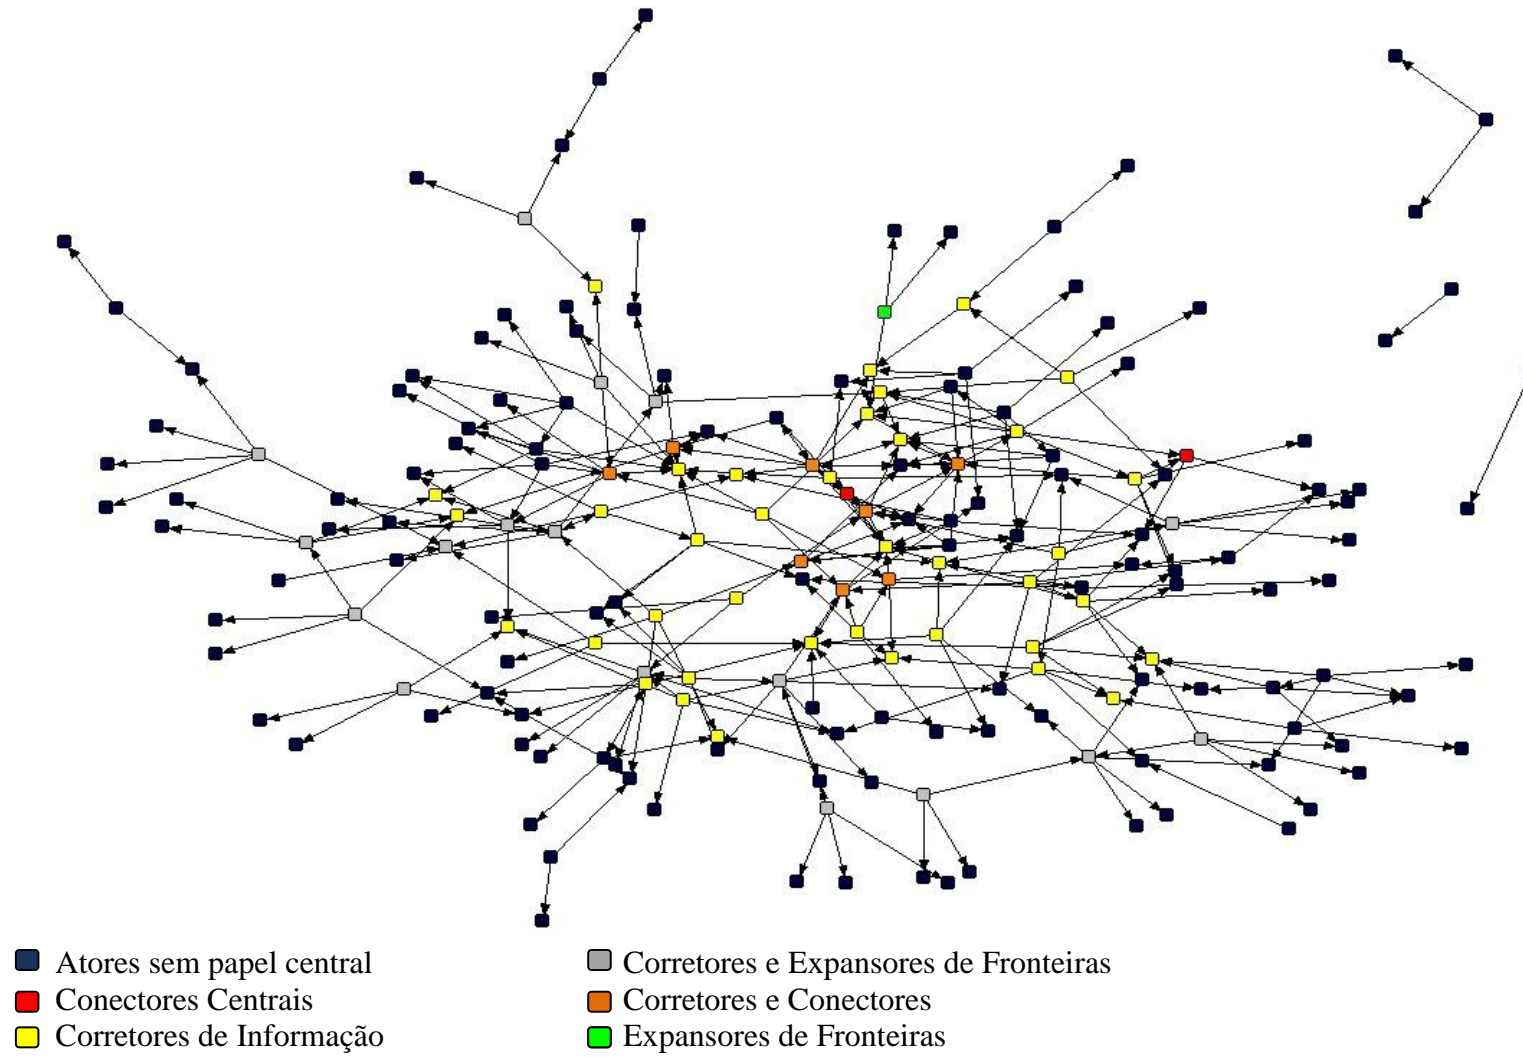 Atores sem papel central
Conectores Centrais
Corretores de Informação
Corretores e Expansores de Fronteiras
Corretores e Conectores
Expansores de Fronteiras